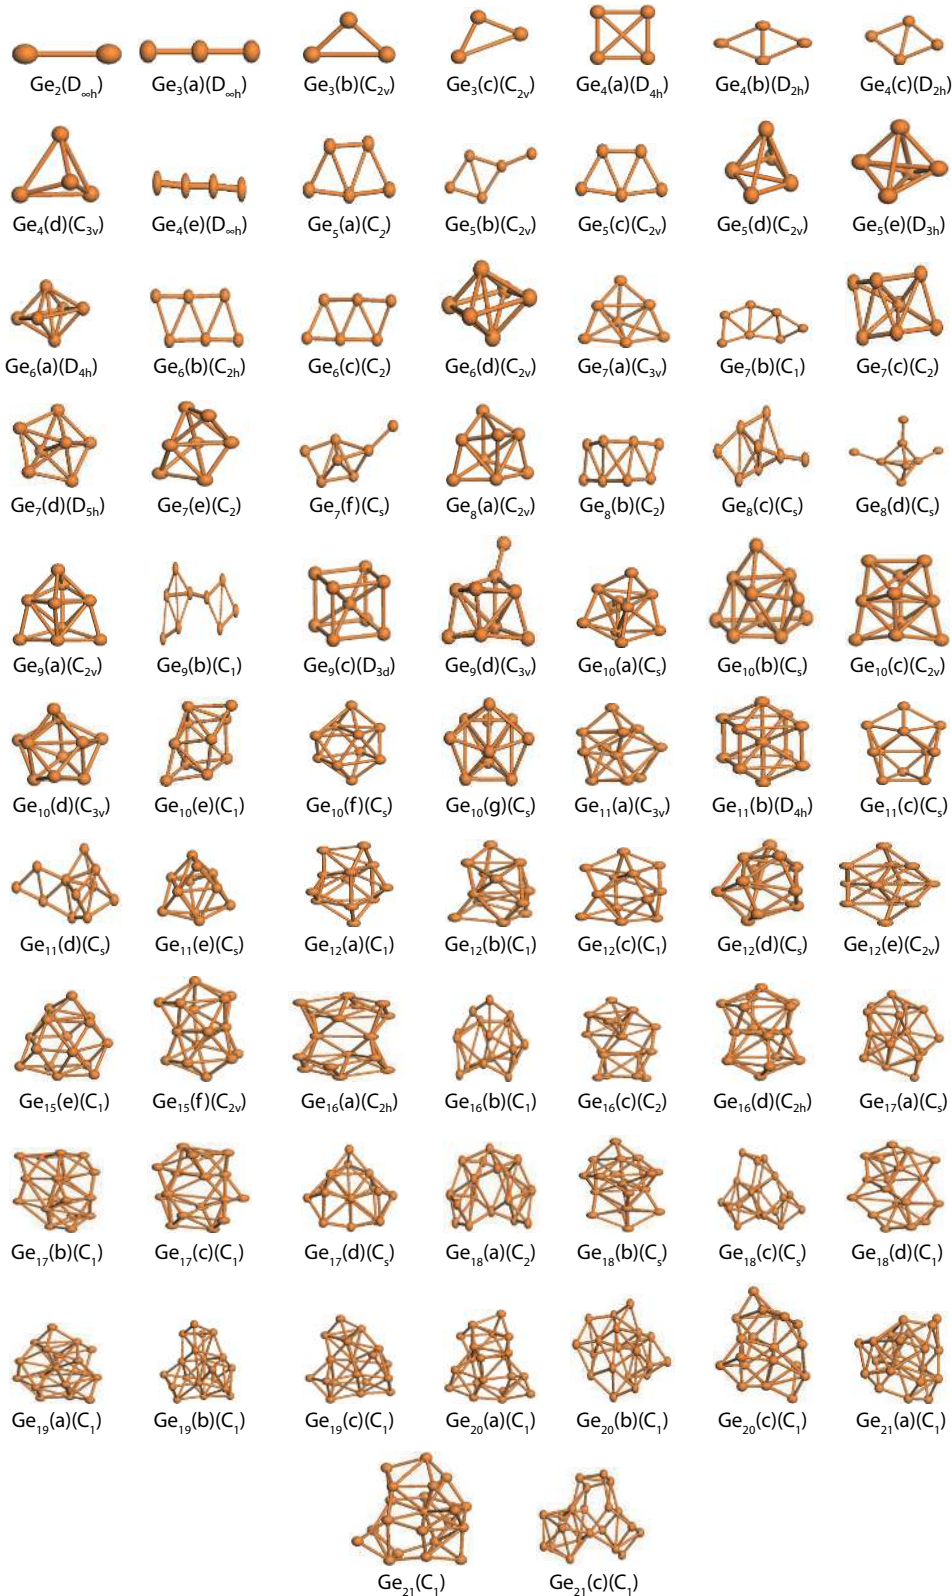 Ge₂(D∞h) Ge₃(a)(D∞h) Ge₃(b)(C₂ᵥ) Ge₃(c)(C₂ᵥ) Ge₄(a)(D₄h) Ge₄(b)(D₂h) Ge₄(c)(D₂h)
Ge₄(d)(C₃ᵥ) Ge₄(e)(D∞h) Ge₅(a)(C₂) Ge₅(b)(C₂ᵥ) Ge₅(c)(C₂ᵥ) Ge₅(d)(C₂ᵥ) Ge₅(e)(D₃h)
Ge₆(a)(D₄h) Ge₆(b)(C₂h) Ge₆(c)(C₂) Ge₆(d)(C₂ᵥ) Ge₇(a)(C₃ᵥ) Ge₇(b)(C₁) Ge₇(c)(C₂)
Ge₇(d)(D₅h) Ge₇(e)(C₂) Ge₇(f)(Cₛ) Ge₈(a)(C₂ᵥ) Ge₈(b)(C₂) Ge₈(c)(Cₛ) Ge₈(d)(Cₛ)
Ge₉(a)(C₂ᵥ) Ge₉(b)(C₁) Ge₉(c)(D₃d) Ge₉(d)(C₃ᵥ) Ge₁₀(a)(Cₛ) Ge₁₀(b)(Cₛ) Ge₁₀(c)(C₂ᵥ)
Ge₁₀(d)(C₃ᵥ) Ge₁₀(e)(C₁) Ge₁₀(f)(Cₛ) Ge₁₀(g)(Cₛ) Ge₁₁(a)(C₃ᵥ) Ge₁₁(b)(D₄h) Ge₁₁(c)(Cₛ)
Ge₁₁(d)(Cₛ) Ge₁₁(e)(Cₛ) Ge₁₂(a)(C₁) Ge₁₂(b)(C₁) Ge₁₂(c)(C₁) Ge₁₂(d)(Cₛ) Ge₁₂(e)(C₂ᵥ)
Ge₁₅(e)(C₁) Ge₁₅(f)(C₂ᵥ) Ge₁₆(a)(C₂h) Ge₁₆(b)(C₁) Ge₁₆(c)(C₂) Ge₁₆(d)(C₂h) Ge₁₇(a)(Cₛ)
Ge₁₇(b)(C₁) Ge₁₇(c)(C₁) Ge₁₇(d)(Cₛ) Ge₁₈(a)(C₂) Ge₁₈(b)(Cₛ) Ge₁₈(c)(Cₛ) Ge₁₈(d)(C₁)
Ge₁₉(a)(C₁) Ge₁₉(b)(C₁) Ge₁₉(c)(C₁) Ge₂₀(a)(C₁) Ge₂₀(b)(C₁) Ge₂₀(c)(C₁) Ge₂₁(a)(C₁)
Ge₂₁(C₁) Ge₂₁(c)(C₁)